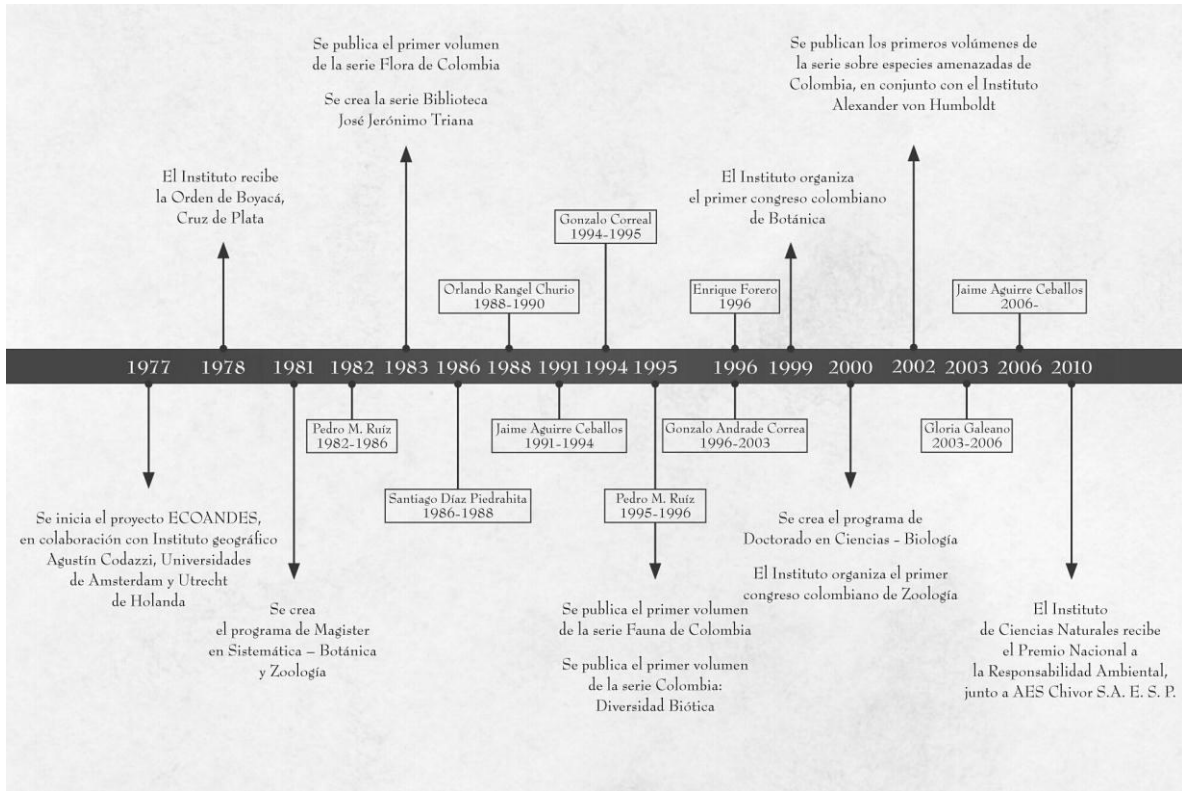 Se publica el primer volumen
de la serie Flora de Colombia
Se crea la serie Biblioteca
José Jerónimo Triana
Se publican los primeros volúmenes de
la serie sobre especies amenazadas de
Colombia, en conjunto con el Instituto
Alexander von Humboldt
El Instituto recibe
la Orden de Boyacá,
Cruz de Plata
El Instituto organiza
el primer congreso colombiano
de Botánica
Gonzalo Correal
1994-1995
Orlando Rangel Churio
1988-1990
Enrique Forero
1996
Jaime Aguirre Ceballos
2006-
1977 1978 1981 1982 1983 1986 1988 1991 1994 1995 1996 1999 2000 2002 2003 2006 2010
Pedro M. Ruíz
1982-1986
Jaime Aguirre Ceballos
1991-1994
Gonzalo Andrade Correa
1996-2003
Gloria Galeano
2003-2006
Santiago Díaz Piedrahita
1986-1988
Pedro M. Ruíz
1995-1996
Se inicia el proyecto ECOANDES,
en colaboración con Instituto geográfico
Agustín Codazzi, Universidades
de Amsterdam y Utrecht
de Holanda
Se crea
el programa de Magister
en Sistemática – Botánica
y Zoología
Se publica el primer volumen
de la serie Fauna de Colombia
Se publica el primer volumen
de la serie Colombia:
Diversidad Biótica
Se crea el programa de
Doctorado en Ciencias - Biología
El Instituto organiza el primer
congreso colombiano de Zoología
El Instituto
de Ciencias Naturales recibe
el Premio Nacional a
la Responsabilidad Ambiental,
junto a AES Chivor S.A. E. S. P.